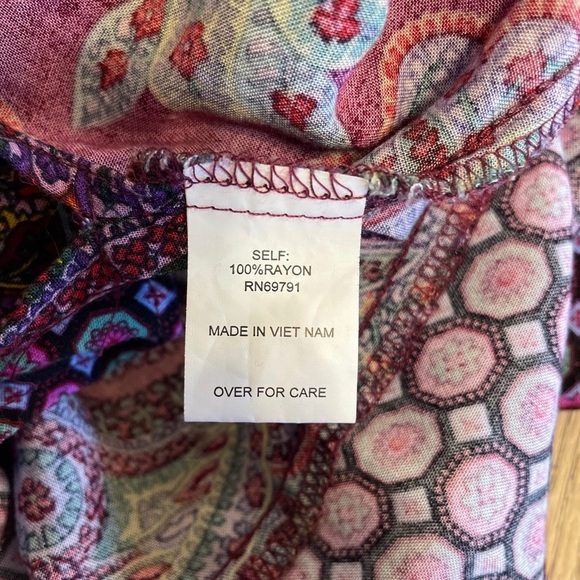 SELF:
100%RAYON
RN69791
MADE IN VIET NAM
OVER FOR CARE